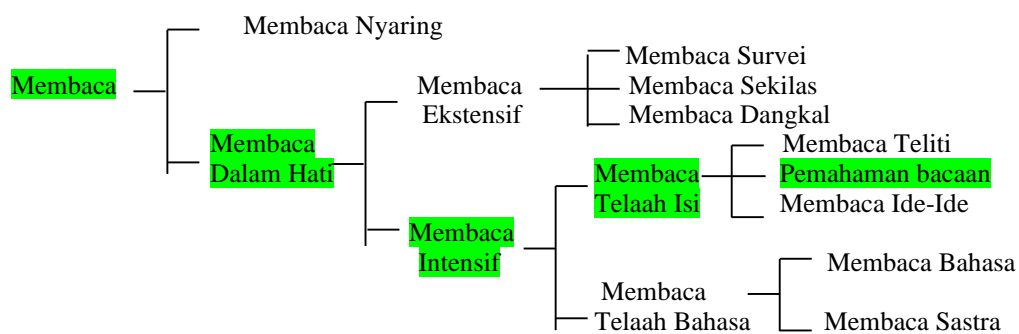 Membaca Nyaring
Membaca
Membaca
Dalam Hati
Membaca
Ekstensif
Membaca Survei
Membaca Sekilas
Membaca Dangkal
Membaca
Intensif
Membaca
Telaah Isi
Membaca Teliti
Pemahaman bacaan
Membaca Ide-Ide
Membaca
Telaah Bahasa
Membaca Bahasa
Membaca Sastra